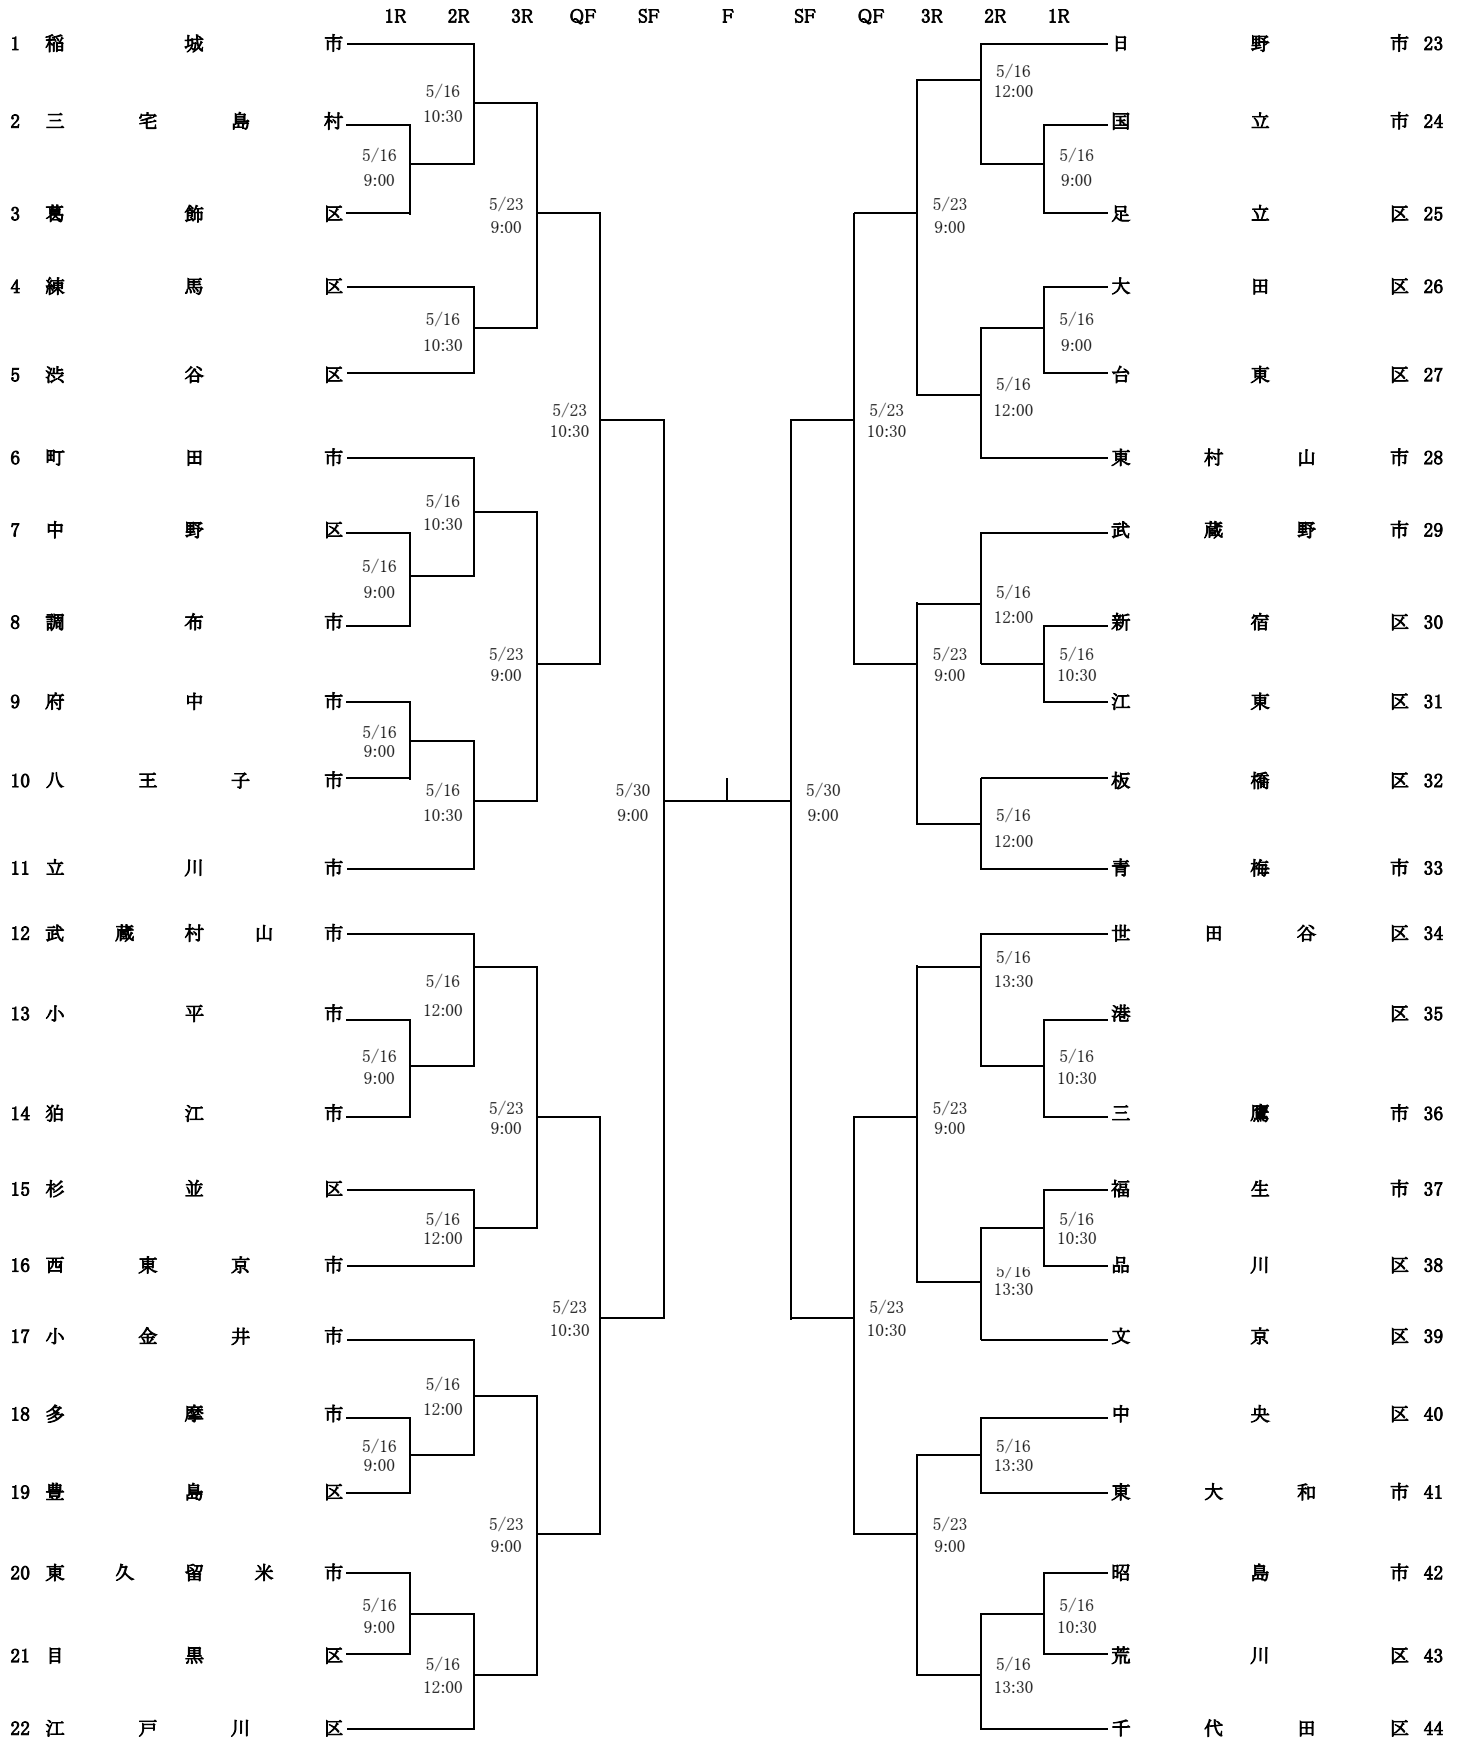 1R 2R 3R QF SF F SF QF 3R 2R 1R
1 稲城市 日野市 23
5/16 5/16
10:30 12:00
2 三宅島村 国立市 24
5/16 5/16
9:00 9:00
5/23 5/23
3 葛飾区 足立区 25
9:00 9:00
4 練馬区 大田区 26
5/16 5/16
10:30 9:00
5 渋谷区 台東区 27
5/16
5/23 12:00 5/23
10:30 10:30
6 町田市 東村山市 28
5/16
10:30
7 中野区 武蔵野市 29
5/16 5/16
9:00 12:00
8 調布市 新宿区 30
5/23 5/23 5/16
9:00 9:00 10:30
9 府中市 江東区 31
5/16
9:00
10 八王子市 板橋区 32
5/16 5/30 5/30 5/16
10:30 9:00 9:00 12:00
11 立川市 青梅市 33
12 武蔵村山市 世田谷区 34
5/16 5/16
12:00 13:30
13 小平市 港区 35
5/16 5/16
9:00 10:30
14 狛江市 三鷹市 36
5/23 5/23
9:00 9:00
15 杉並区 福生市 37
5/16 5/16
12:00 10:30
16 西東京市 品川区 38
5/16
13:30
5/23 5/23
10:30 10:30
17 小金井市 文京区 39
5/16
12:00
18 多摩市 中央区 40
5/16 5/16
9:00 13:30
19 豊島区 東大和市 41
5/23 5/23
9:00 9:00
20 東久留米市 昭島市 42
5/16 5/16
9:00 10:30
21 目黒区 荒川区 43
5/16 5/16
12:00 13:30
22 江戸川区 千代田区 44